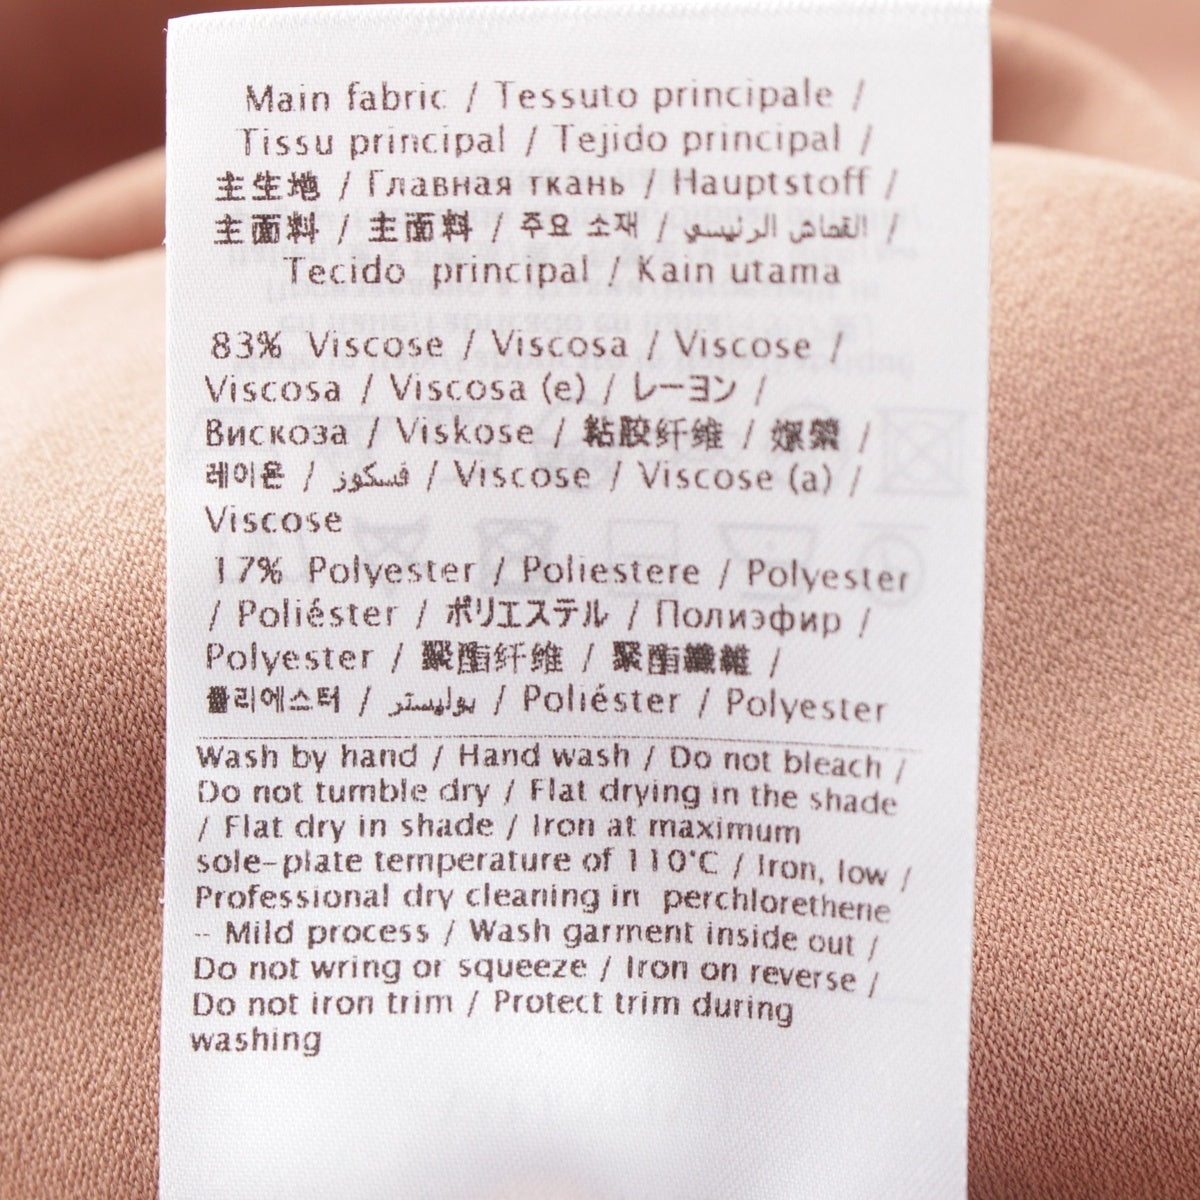 Main fabric / Tessuto principale /
Tissu principal / Tejido principal /
主生地 / Главная ткань / Hauptstoff /
主面料 / 主面料 / 주요 소재 / القماش الرئيسي /
Tecido principal / Kain utama
83% Viscose / Viscosa / Viscose /
Viscosa / Viscosa (e) / レーヨン /
Вискоза / Viskose / 粘胶纤维 / 嫘縈 /
레이온 / فسكوز / Viscose / Viscose (a) /
Viscose
17% Polyester / Poliestere / Polyester
/ Poliéster / ポリエステル / Полиэфир /
Polyester / 聚酯纤维 / 聚酯纖維 /
폴리에스터 / بوليستر / Poliéster / Polyester
Wash by hand / Hand wash / Do not bleach /
Do not tumble dry / Flat drying in the shade
/ Flat dry in shade / Iron at maximum
sole-plate temperature of 110°C / Iron, low /
Professional dry cleaning in perchlorethene
-- Mild process / Wash garment inside out /
Do not wring or squeeze / Iron on reverse /
Do not iron trim / Protect trim during
washing